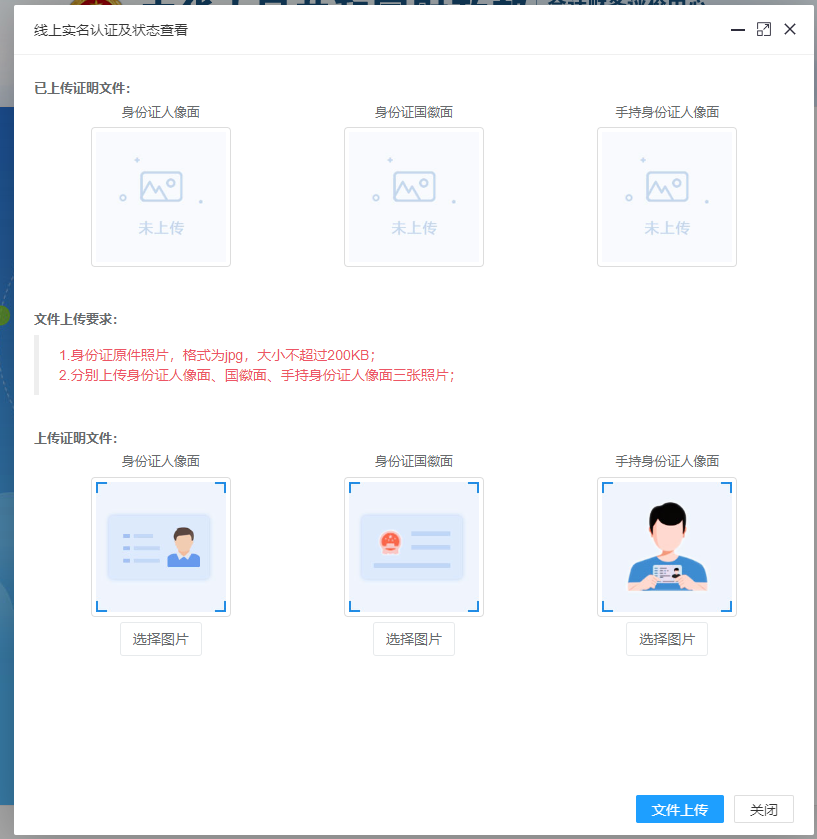 线上实名认证及状态查看
已上传证明文件:
身份证人像面 身份证国徽面 手持身份证人像面
未上传 未上传 未上传
文件上传要求:
1.身份证原件照片，格式为jpg，大小不超过200KB；
2.分别上传身份证人像面、国徽面、手持身份证人像面三张照片；
上传证明文件:
身份证人像面 身份证国徽面 手持身份证人像面
选择图片 选择图片 选择图片
文件上传 关闭